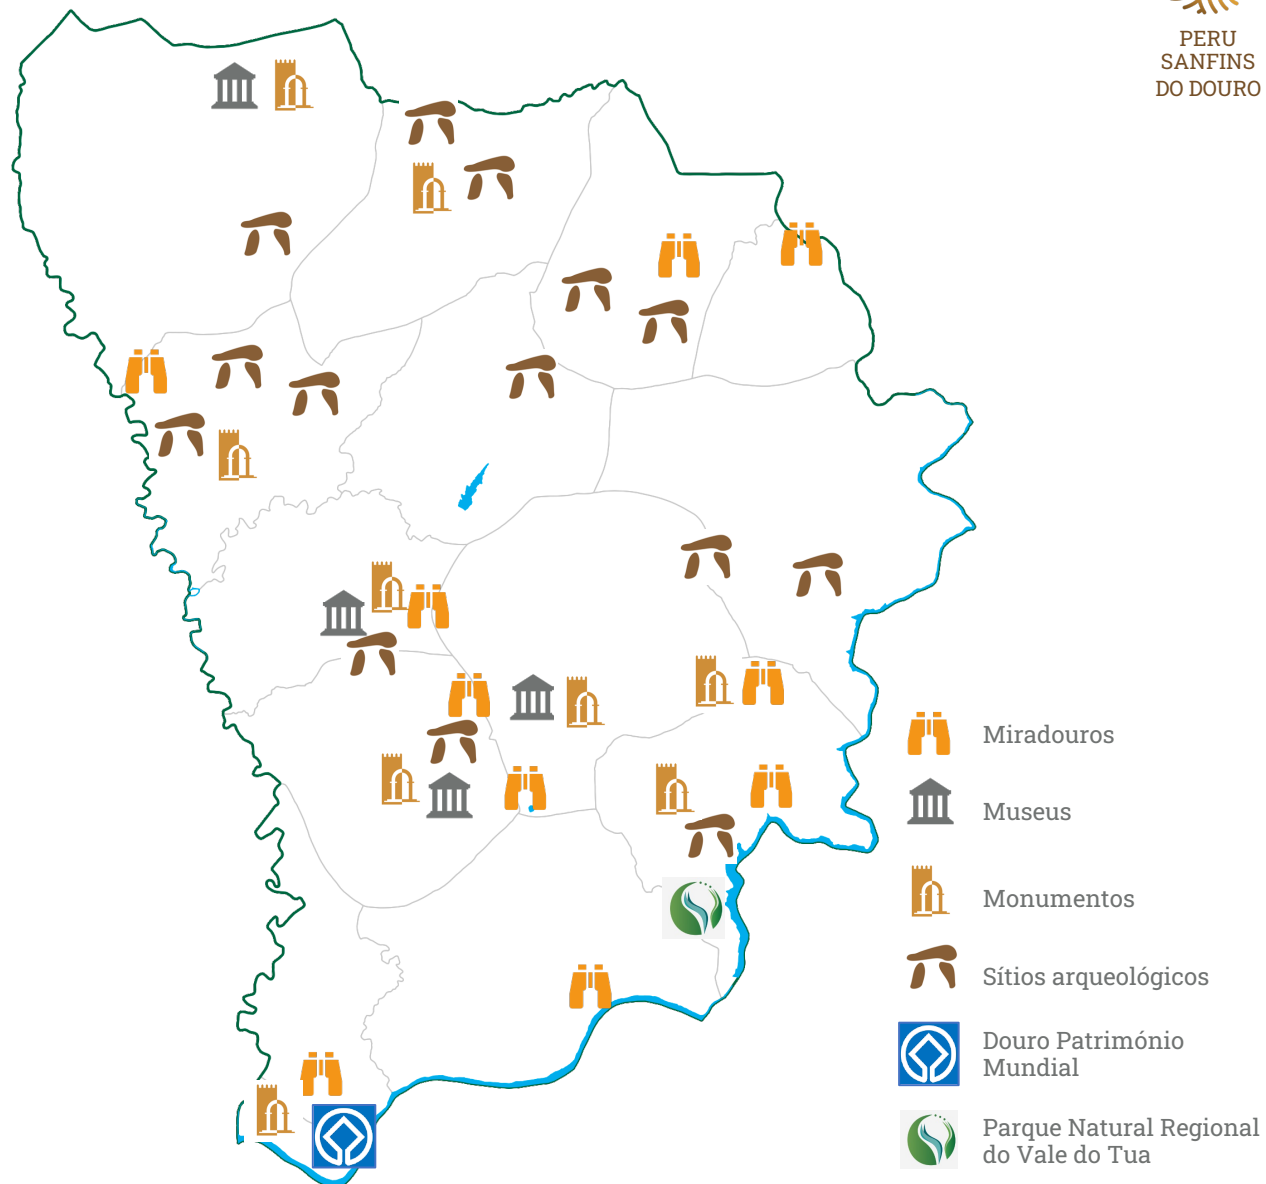 PERU
SANFINS
DO DOURO
Miradouros
Museus
Monumentos
Sítios arqueológicos
Douro Património
Mundial
Parque Natural Regional
do Vale do Tua